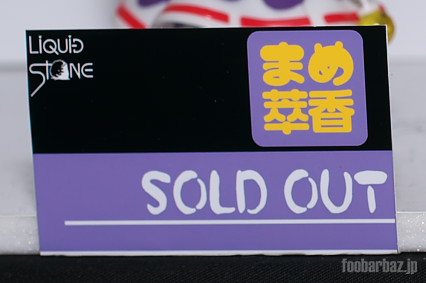 LiQUiD
STONE
まめ
萃香
SOLD OUT
foobarbaz.jp